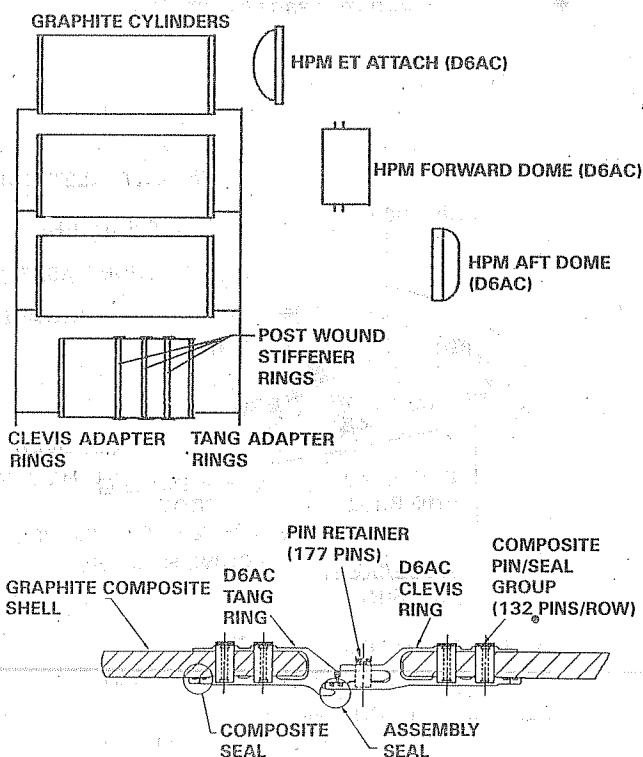 GRAPHITE CYLINDERS
HPM ET ATTACH (D6AC)
HPM FORWARD DOME (D6AC)
HPM AFT DOME
(D6AC)
POST WOUND
STIFFENER
RINGS
CLEVIS ADAPTER
RINGS
TANG ADAPTER
RINGS
PIN RETAINER
(177 PINS)
COMPOSITE
PIN/SEAL
GROUP
(132 PINS/ROW)
D6AC
TANG
RING
D6AC
CLEVIS
RING
GRAPHITE COMPOSITE
SHELL
COMPOSITE
SEAL
ASSEMBLY
SEAL